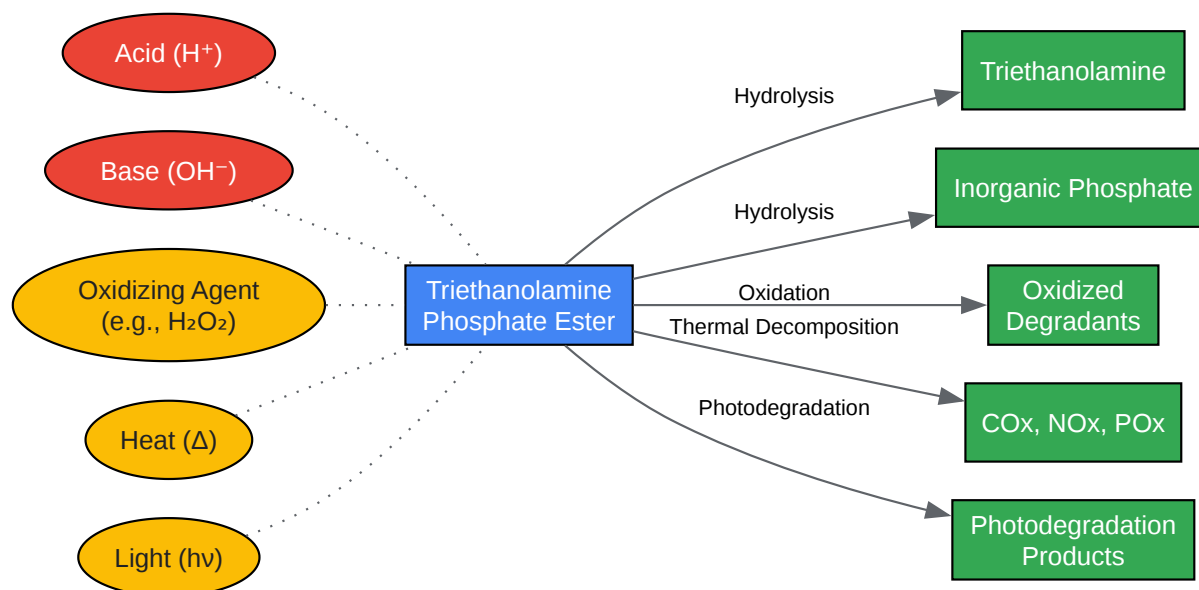 Acid (H⁺)
Base (OH⁻)
Oxidizing Agent
(e.g., H₂O₂)
Heat (Δ)
Light (hν)
Triethanolamine
Phosphate Ester
Hydrolysis
Hydrolysis
Oxidation
Thermal Decomposition
Photodegradation
Triethanolamine
Inorganic Phosphate
Oxidized
Degradants
COx, NOx, POx
Photodegradation
Products